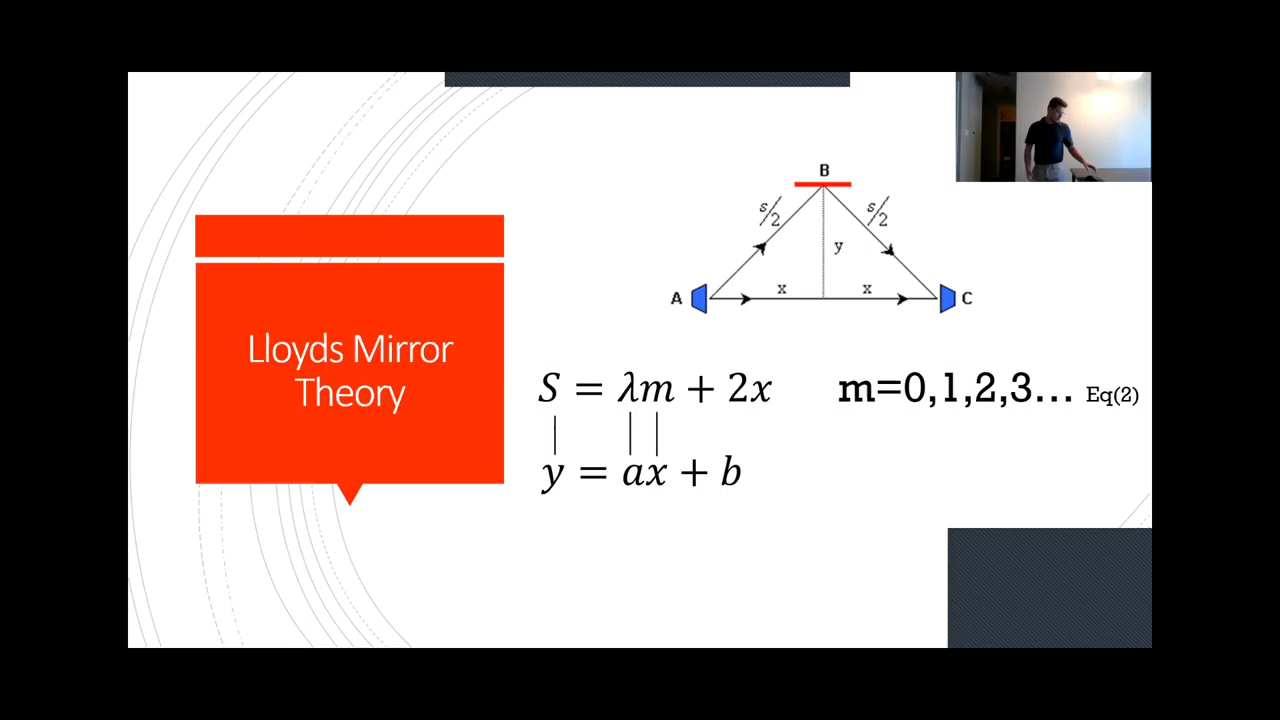 Lloyds Mirror
Theory
B
s/2
s/2
y
A
x
x
C
S = λm + 2x
m=0,1,2,3... Eq(2)
y = ax + b